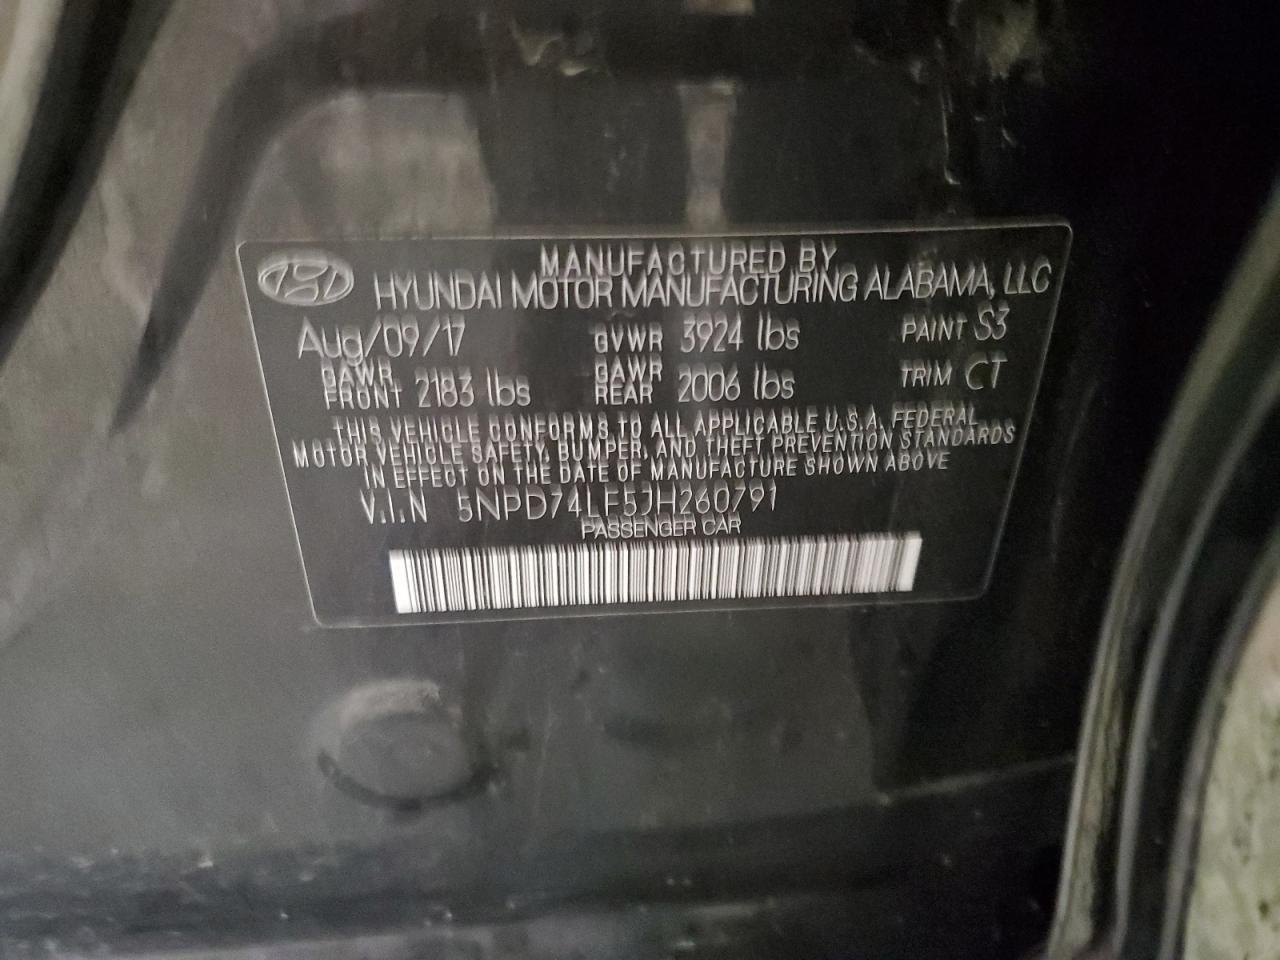 MANUFACTURED BY
HYUNDAI MOTOR MANUFACTURING ALABAMA, LLC
Aug/09/17 GVWR 3924 lbs PAINT S3
GAWR FRONT 2183 lbs GAWR REAR 2006 lbs TRIM CT
THIS VEHICLE CONFORMS TO ALL APPLICABLE U.S.A. FEDERAL
MOTOR VEHICLE SAFETY, BUMPER, AND THEFT PREVENTION STANDARDS
IN EFFECT ON THE DATE OF MANUFACTURE SHOWN ABOVE
V.I.N 5NPD74LF5JH260791
PASSENGER CAR